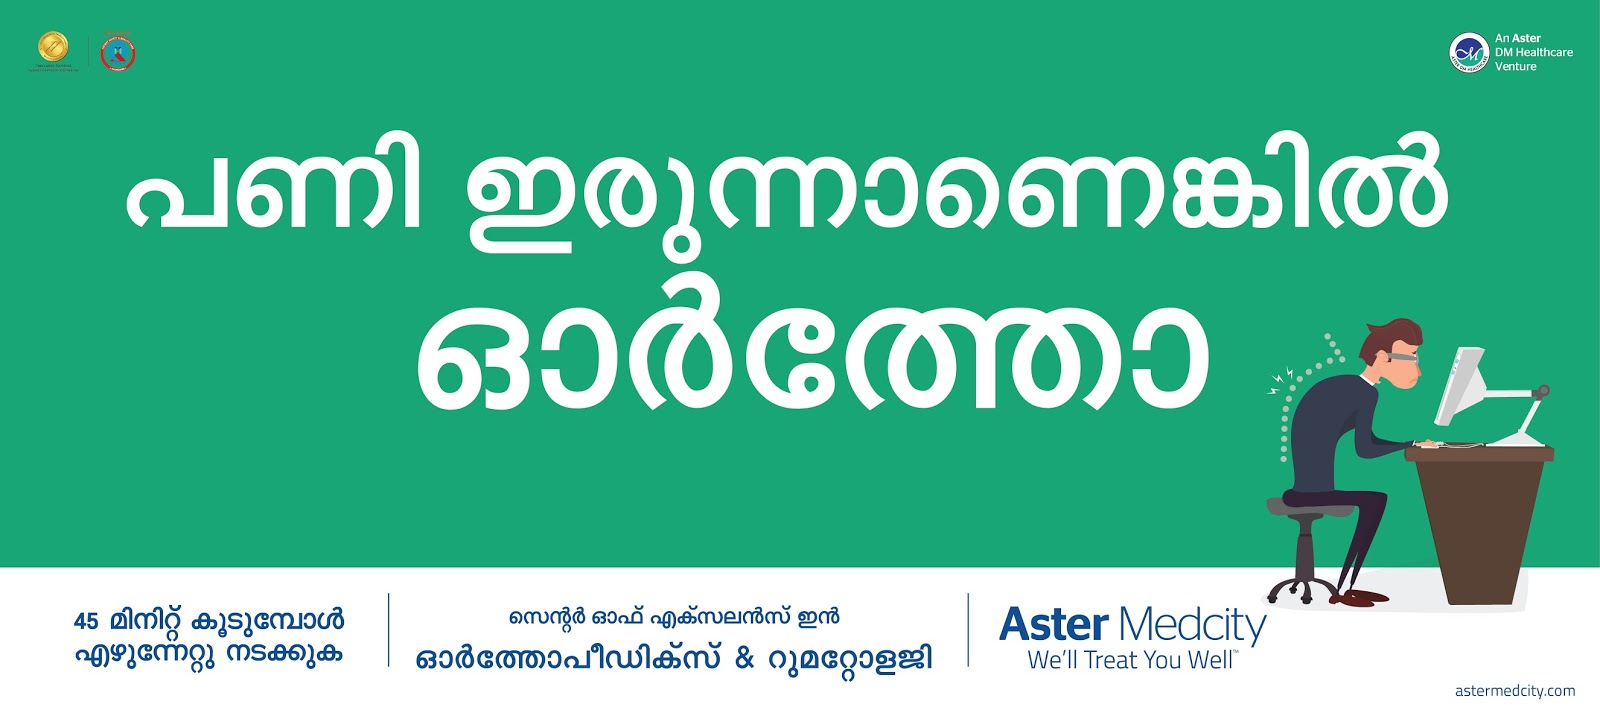 An Aster
DM Healthcare
Venture
പണി ഇരുന്നാണെങ്കിൽ
ഓർത്തോ
45 മിനിറ്റ് കൂടുമ്പോൾ
എഴുന്നേറ്റു നടക്കുക
സെന്റർ ഓഫ് എക്സലൻസ് ഇൻ
ഓർത്തോപീഡിക്സ് & റുമറ്റോളജി
Aster Medcity
We'll Treat You Well™
astermedcity.com